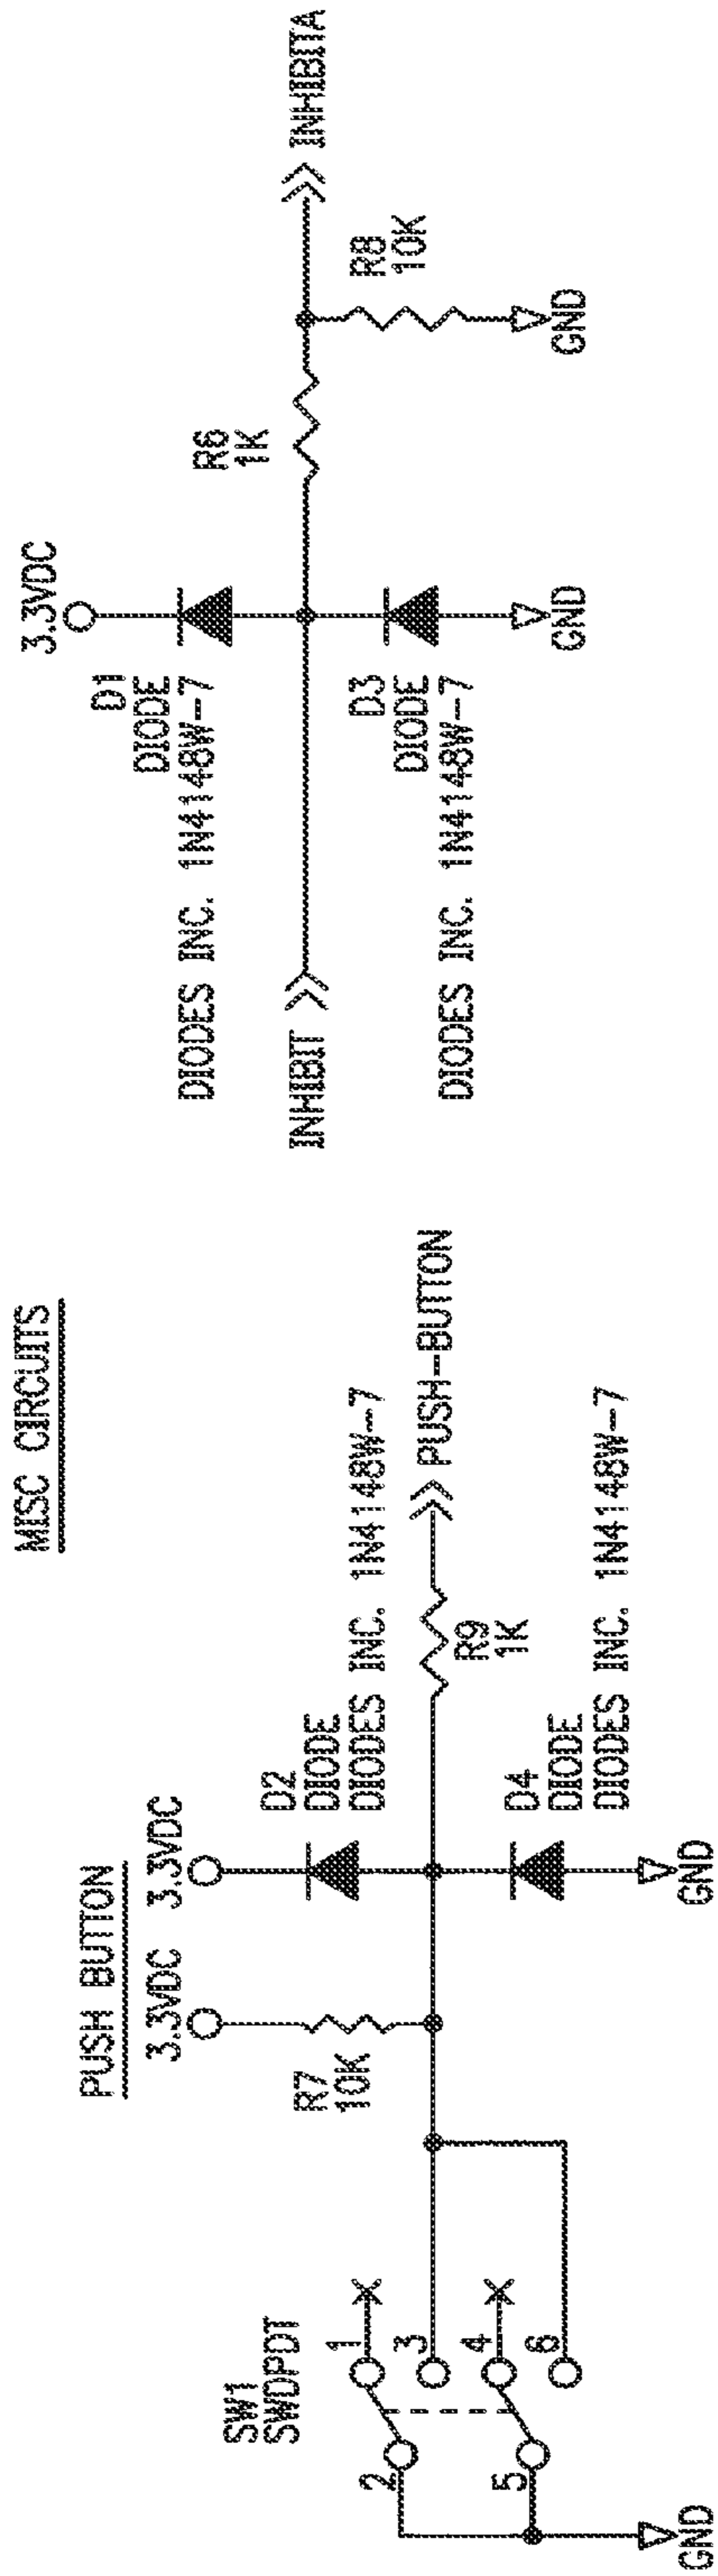 MISC CIRCUITS
PUSH BUTTON
SW1
SWDPDT
1
2
3
4
5
6
GND
3.3VDC
R7
10K
3.3VDC
D2
DIODE
DIODES INC. 1N4148W-7
R9
1K
PUSH-BUTTON
D4
DIODE
DIODES INC. 1N4148W-7
GND
INHIBIT
3.3VDC
D1
DIODE
DIODES INC. 1N4148W-7
D3
DIODE
DIODES INC. 1N4148W-7
GND
R6
1K
R8
10K
GND
INHIBITA